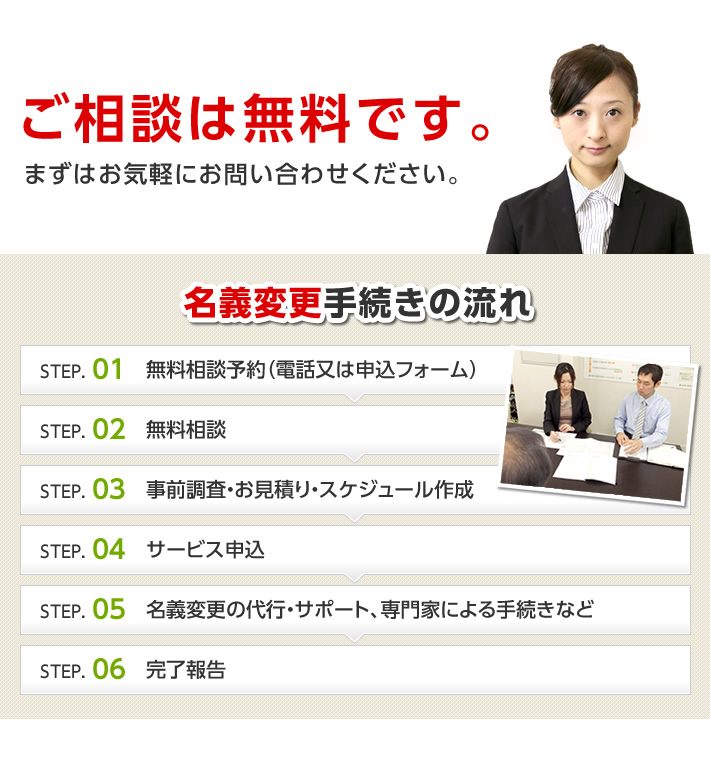 ご相談は無料です。
まずはお気軽にお問い合わせください。
名義変更手続きの流れ
STEP. 01 無料相談予約(電話又は申込フォーム)
STEP. 02 無料相談
STEP. 03 事前調査・お見積り・スケジュール作成
STEP. 04 サービス申込
STEP. 05 名義変更の代行・サポート、専門家による手続きなど
STEP. 06 完了報告